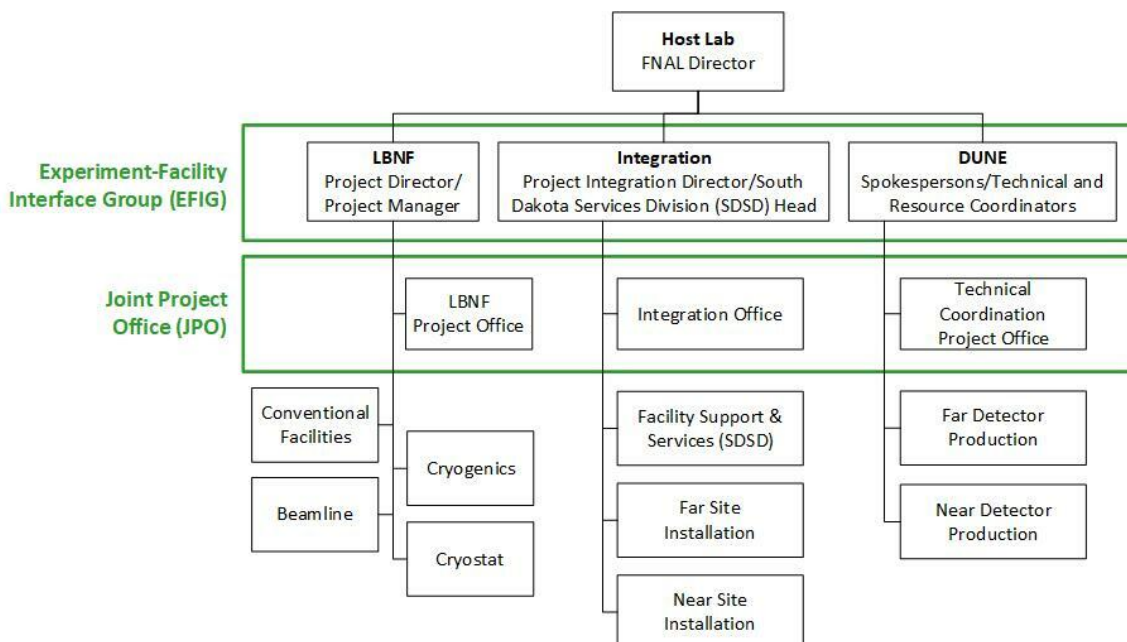 Host Lab
FNAL Director
Experiment-Facility
Interface Group (EFIG)
LBNF
Project Director/
Project Manager
Integration
Project Integration Director/South
Dakota Services Division (SDSD) Head
DUNE
Spokespersons/Technical and
Resource Coordinators
Joint Project
Office (JPO)
LBNF
Project Office
Integration Office
Technical
Coordination
Project Office
Conventional
Facilities
Cryogenics
Beamline
Cryostat
Facility Support &
Services (SDSD)
Far Site
Installation
Near Site
Installation
Far Detector
Production
Near Detector
Production